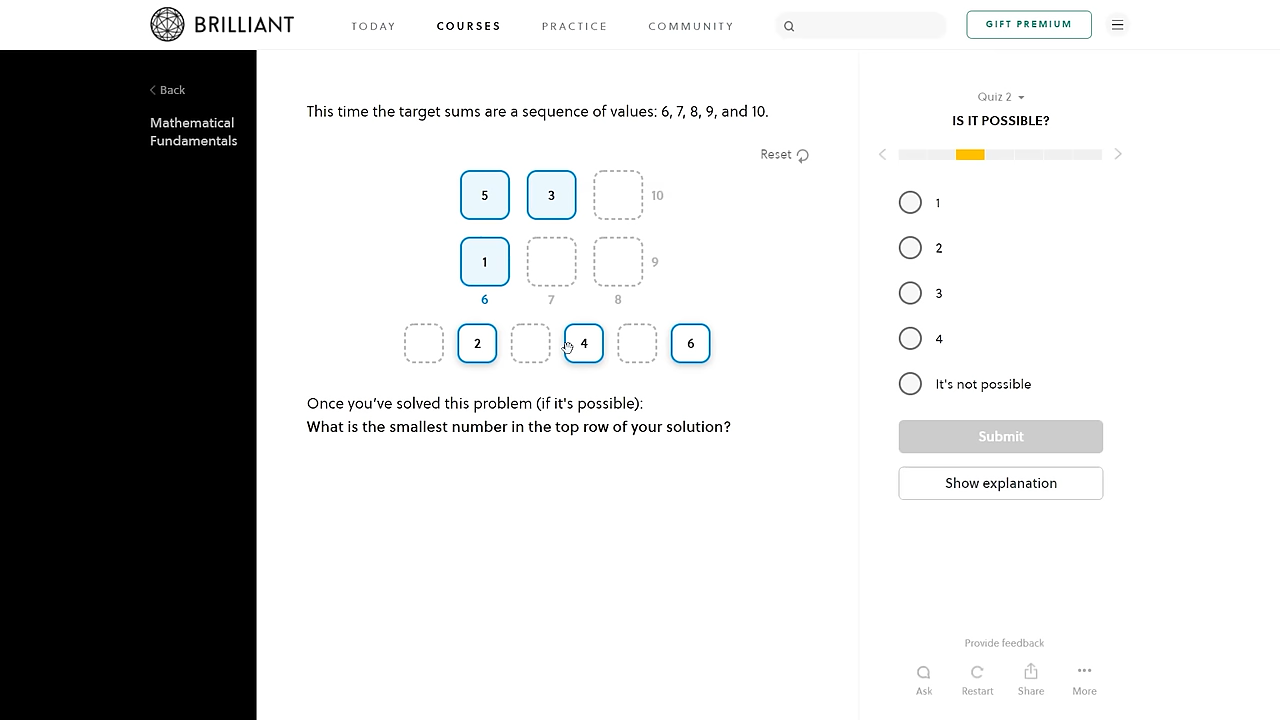 BRILLIANT
TODAY
COURSES
PRACTICE
COMMUNITY
GIFT PREMIUM
Back
Mathematical
Fundamentals
This time the target sums are a sequence of values: 6, 7, 8, 9, and 10.
Reset
5 3 10
1 9
6 7 8
2 4 6
Once you've solved this problem (if it's possible):
What is the smallest number in the top row of your solution?
Quiz 2
IS IT POSSIBLE?
1
2
3
4
It's not possible
Submit
Show explanation
Provide feedback
Ask
Restart
Share
More